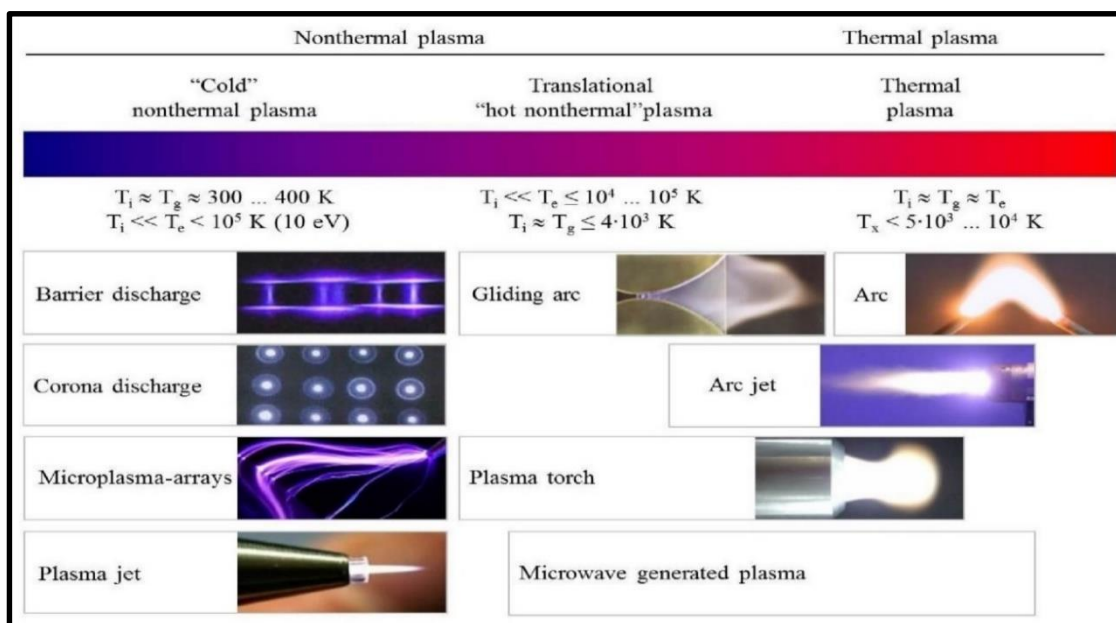 Nonthermal plasma
Thermal plasma
“Cold”
nonthermal plasma
Translational
“hot nonthermal”plasma
Thermal
plasma
Tᵢ ≈ T_g ≈ 300 ... 400 K
Tᵢ << Tₑ < 10⁵ K (10 eV)
Tᵢ << Tₑ ≤ 10⁴ ... 10⁵ K
Tᵢ ≈ T_g ≤ 4·10³ K
Tᵢ ≈ T_g ≈ Tₑ
Tₓ < 5·10³ ... 10⁴ K
Barrier discharge
Gliding arc
Arc
Corona discharge
Arc jet
Microplasma-arrays
Plasma torch
Plasma jet
Microwave generated plasma